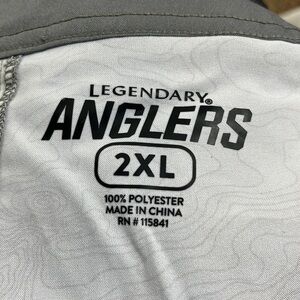 LEGENDARY®
ANGLERS
2XL
100% POLYESTER
MADE IN CHINA
RN # 115841